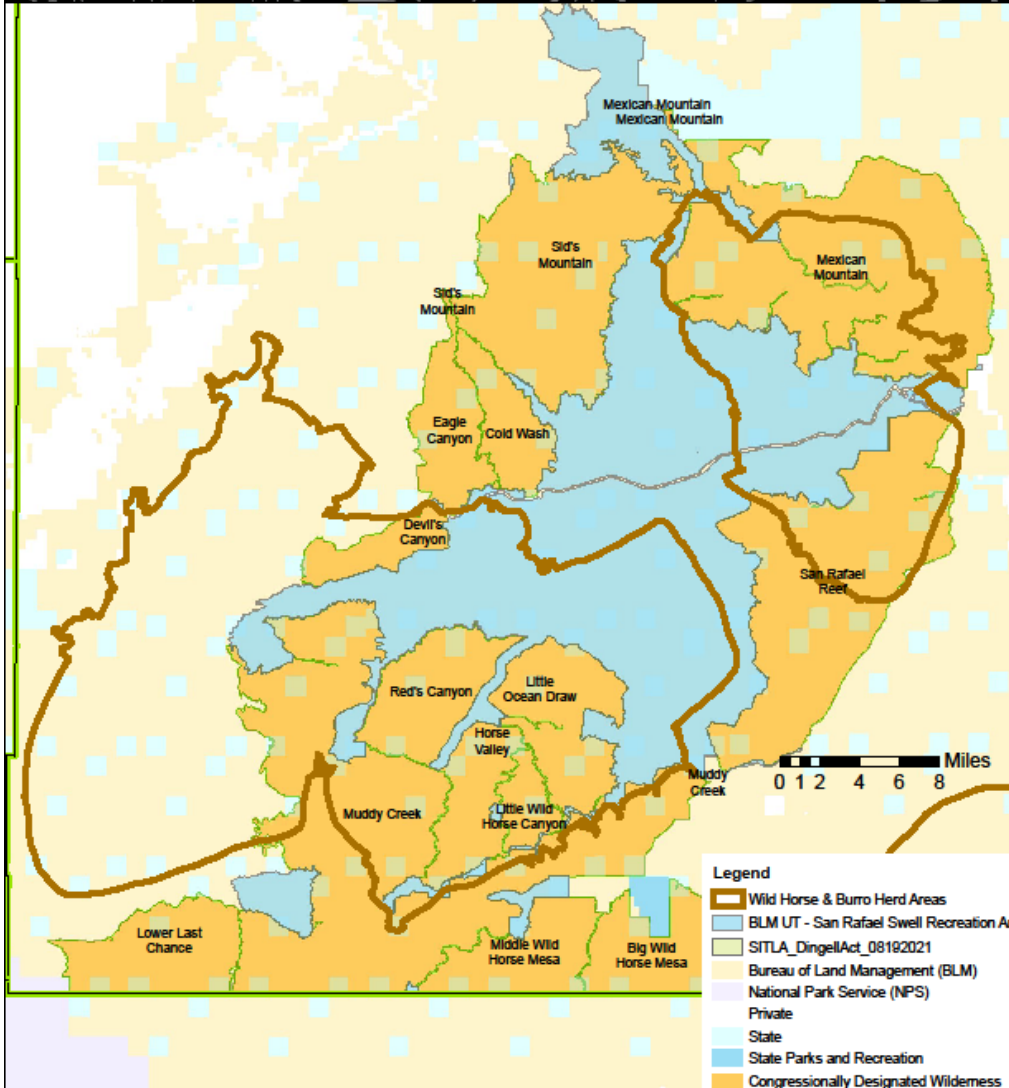 Mexican Mountain
Mexican Mountain
Sid's
Mountain
Mexican
Mountain
Sid's
Mountain
Eagle
Canyon
Cold Wash
Devil's
Canyon
San Rafael
Reef
Red's Canyon
Little
Ocean Draw
Horse
Valley
Muddy
Creek
Miles
0 1 2 4 6 8
Muddy Creek
Little Wild
Horse Canyon
Lower Last
Chance
Middle Wild
Horse Mesa
Big Wild
Horse Mesa
Legend
Wild Horse & Burro Herd Areas
BLM UT - San Rafael Swell Recreation A
SITLA_DingellAct_08192021
Bureau of Land Management (BLM)
National Park Service (NPS)
Private
State
State Parks and Recreation
Congressionally Designated Wilderness